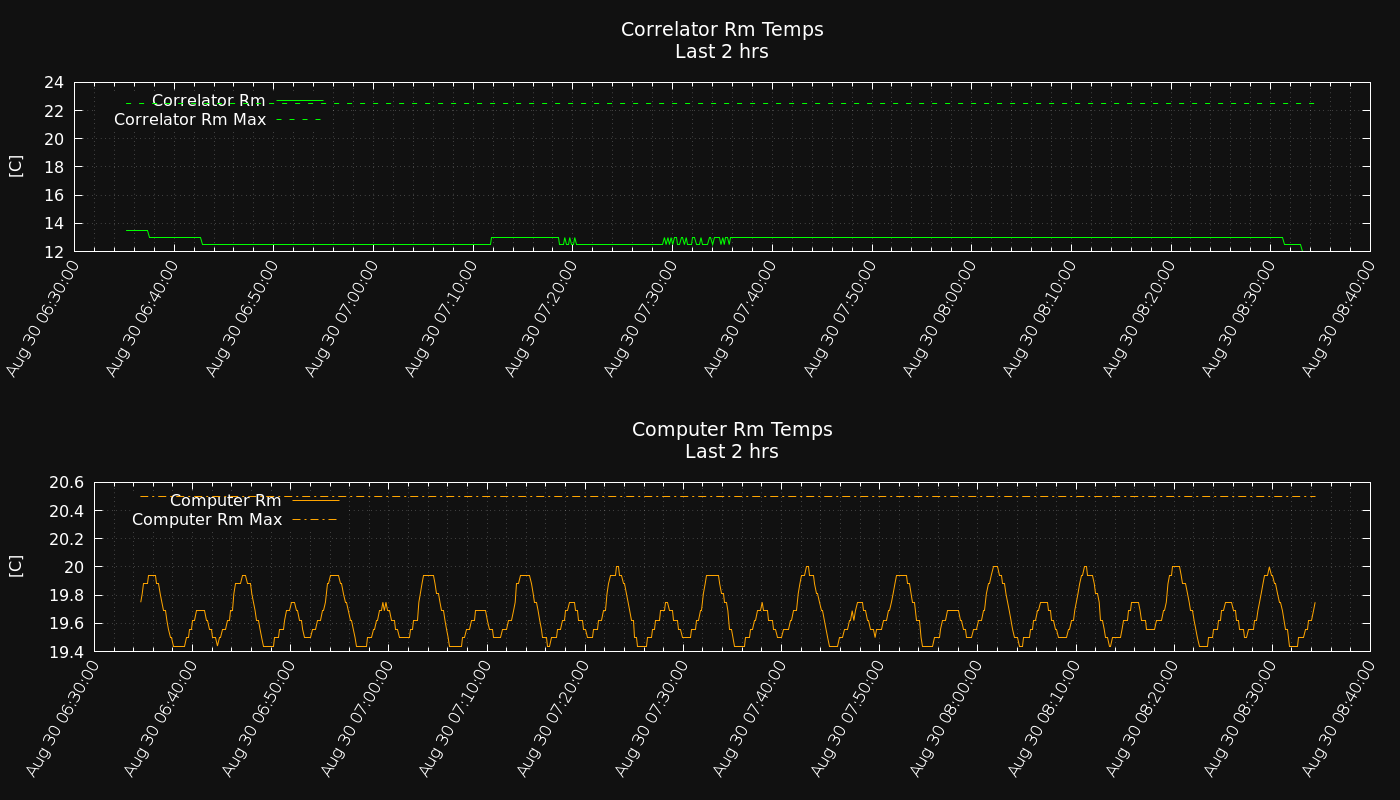 Correlator Rm Temps
Last 2 hrs
24
22
20
18
16
14
12
[C]
Correlator Rm
Correlator Rm Max
Aug 30 06:30:00
Aug 30 06:40:00
Aug 30 06:50:00
Aug 30 07:00:00
Aug 30 07:10:00
Aug 30 07:20:00
Aug 30 07:30:00
Aug 30 07:40:00
Aug 30 07:50:00
Aug 30 08:00:00
Aug 30 08:10:00
Aug 30 08:20:00
Aug 30 08:30:00
Aug 30 08:40:00
Computer Rm Temps
Last 2 hrs
20.6
20.4
20.2
20
19.8
19.6
19.4
[C]
Computer Rm
Computer Rm Max
Aug 30 06:30:00
Aug 30 06:40:00
Aug 30 06:50:00
Aug 30 07:00:00
Aug 30 07:10:00
Aug 30 07:20:00
Aug 30 07:30:00
Aug 30 07:40:00
Aug 30 07:50:00
Aug 30 08:00:00
Aug 30 08:10:00
Aug 30 08:20:00
Aug 30 08:30:00
Aug 30 08:40:00